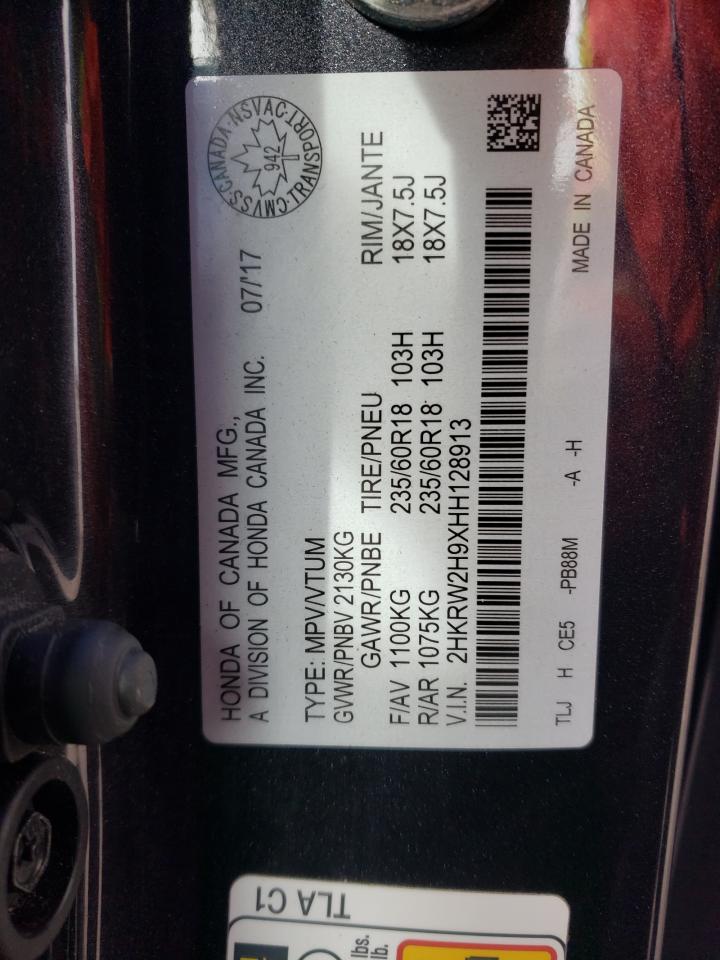 HONDA OF CANADA MFG.,
A DIVISION OF HONDA CANADA INC. 07/'17
CMVSS·CANADA·NSVAC·TRANSPORT·
942
TYPE: MPV/VTUM
GVWR/PNBV 2130KG
GAWR/PNBE TIRE/PNEU RIM/JANTE
F/AV 1100KG 235/60R18 103H 18X7.5J
R/AR 1075KG 235/60R18 103H 18X7.5J
V.I.N. 2HKRW2H9XHH128913
TLJ H CE5 -PB88M -A -H MADE IN CANADA
TLA C1
lbs.
lb.